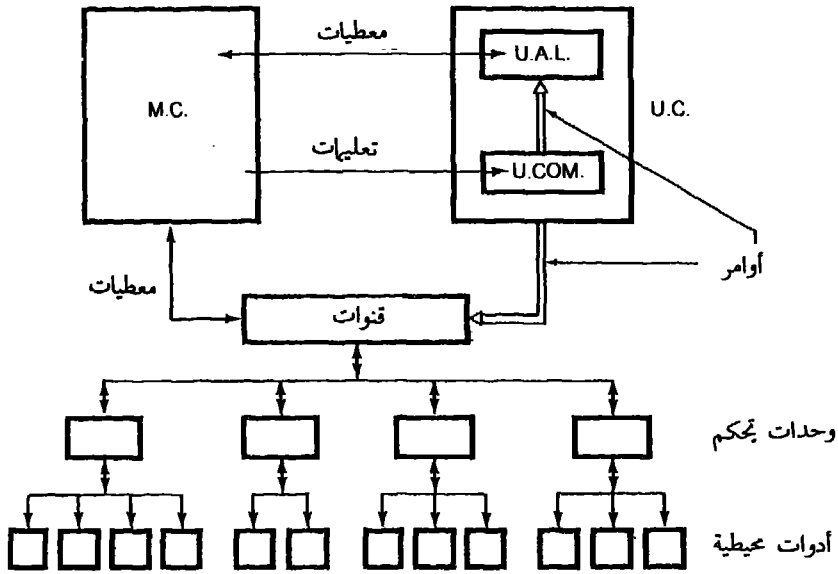 معطيات
U.A.L.
M.C.
U.C.
تعليمات
U.COM.
أوامر
معطيات
قنوات
وحدات تحكم
أدوات محيطية